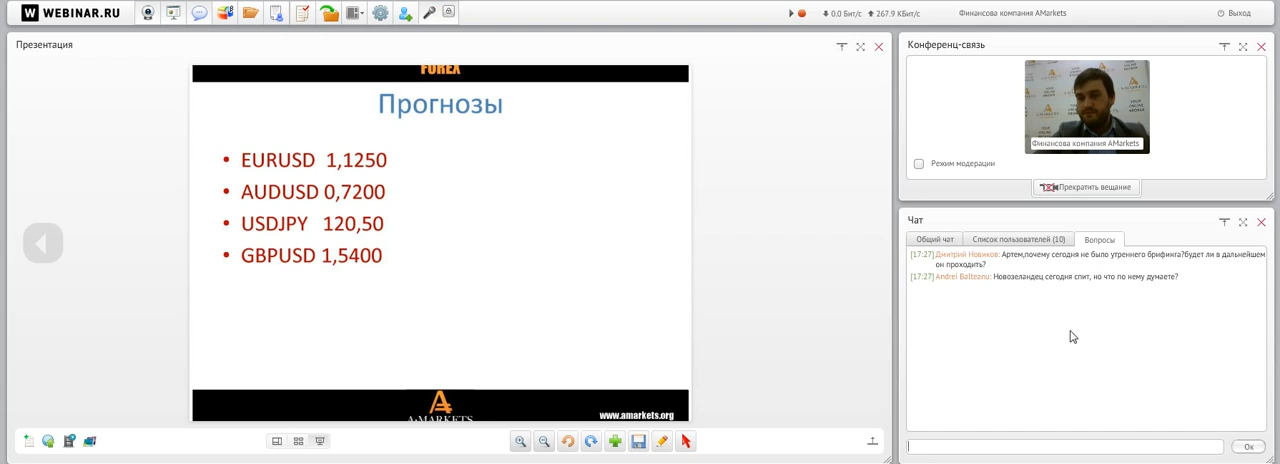 W WEBINAR.RU
0.0 Бит/с 267.9 КБит/с
Финансова компания AMarkets
Выход
Презентация
FOREX
Прогнозы
• EURUSD 1,1250
• AUDUSD 0,7200
• USDJPY 120,50
• GBPUSD 1,5400
AMARKETS
www.amarkets.org
Конференц-связь
Финансова компания AMarkets
Режим модерации
Прекратить вещание
Чат
Общий чат Список пользователей (10) Вопросы
[17:27] Дмитрий Новиков: Артем,почему сегодня не было утреннего брифинга?будет ли в дальнейшем
он проходить?
[17:27] Andrei Balteanu: Новозеландец сегодня спит, но что по нему думаете?
Ок